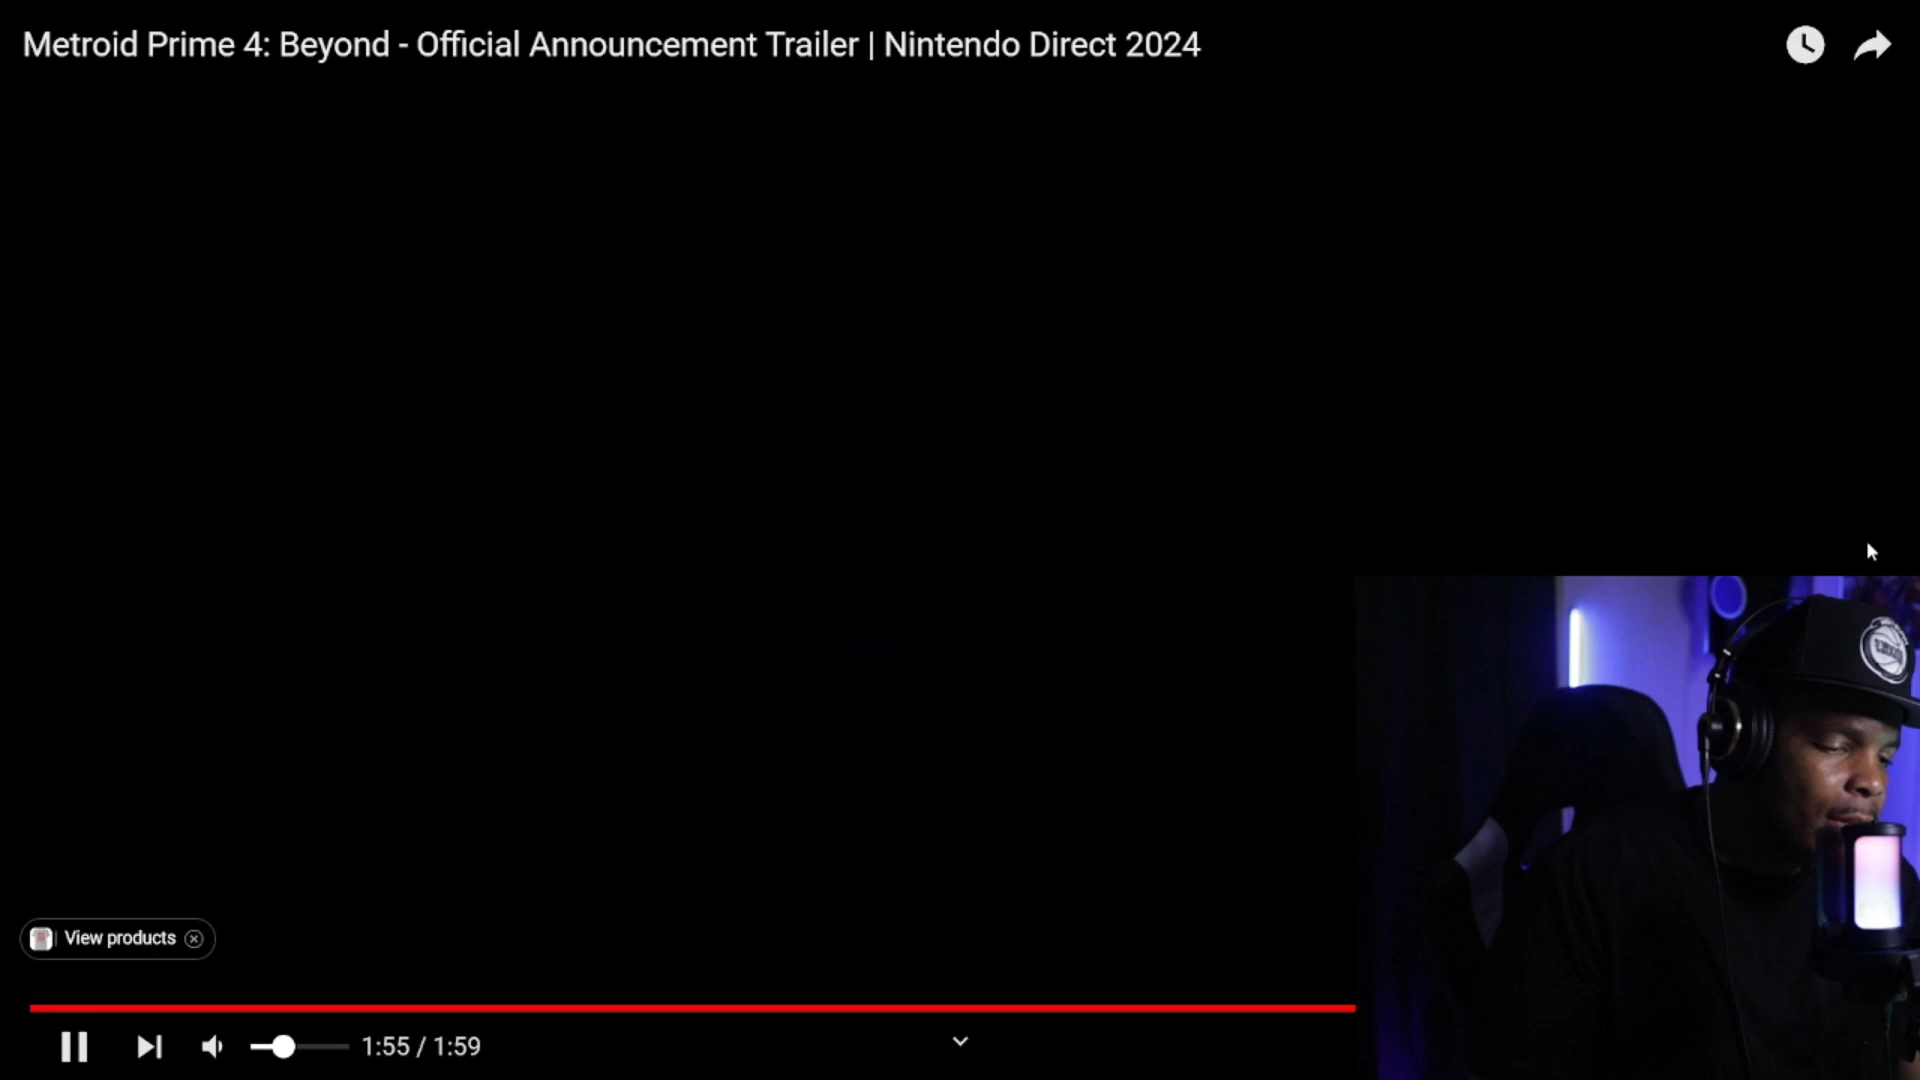 Metroid Prime 4: Beyond - Official Announcement Trailer | Nintendo Direct 2024
View products
1:55 / 1:59